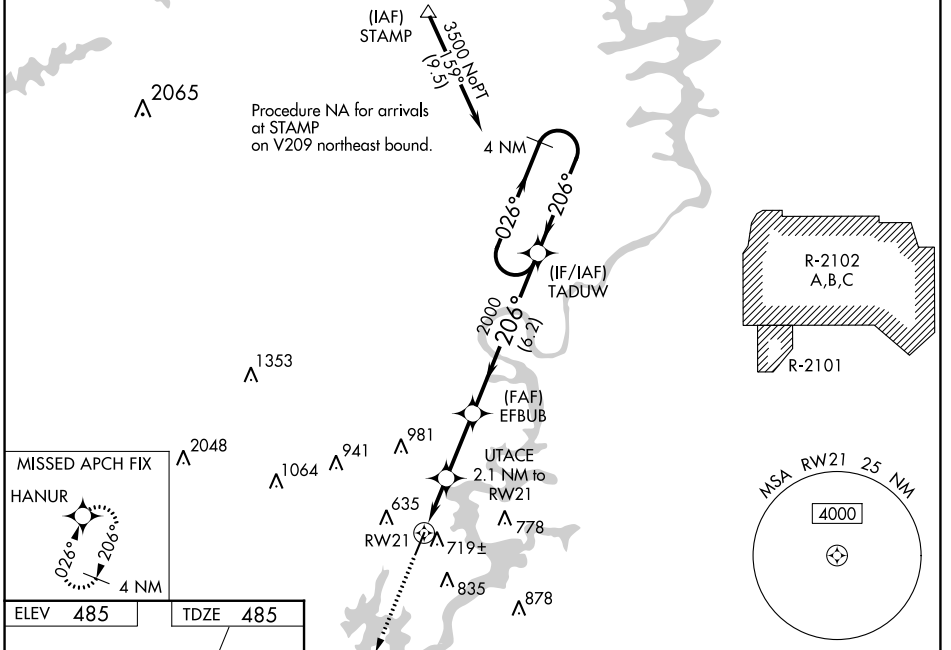 (IAF)
STAMP
3500 NoPT
159°
(9.5)
2065
Procedure NA for arrivals
at STAMP
on V209 northeast bound.
4 NM
026°
206°
(IF/IAF)
TADUW
R-2102
A,B,C
R-2101
2000
206°
(6.2)
1353
(FAF)
EFBUB
2048
1064
941
981
UTACE
2.1 NM to
RW21
635
778
RW21
719±
835
878
MISSED APCH FIX
HANUR
026°
206°
4 NM
MSA RW21 25 NM
4000
ELEV 485
TDZE 485